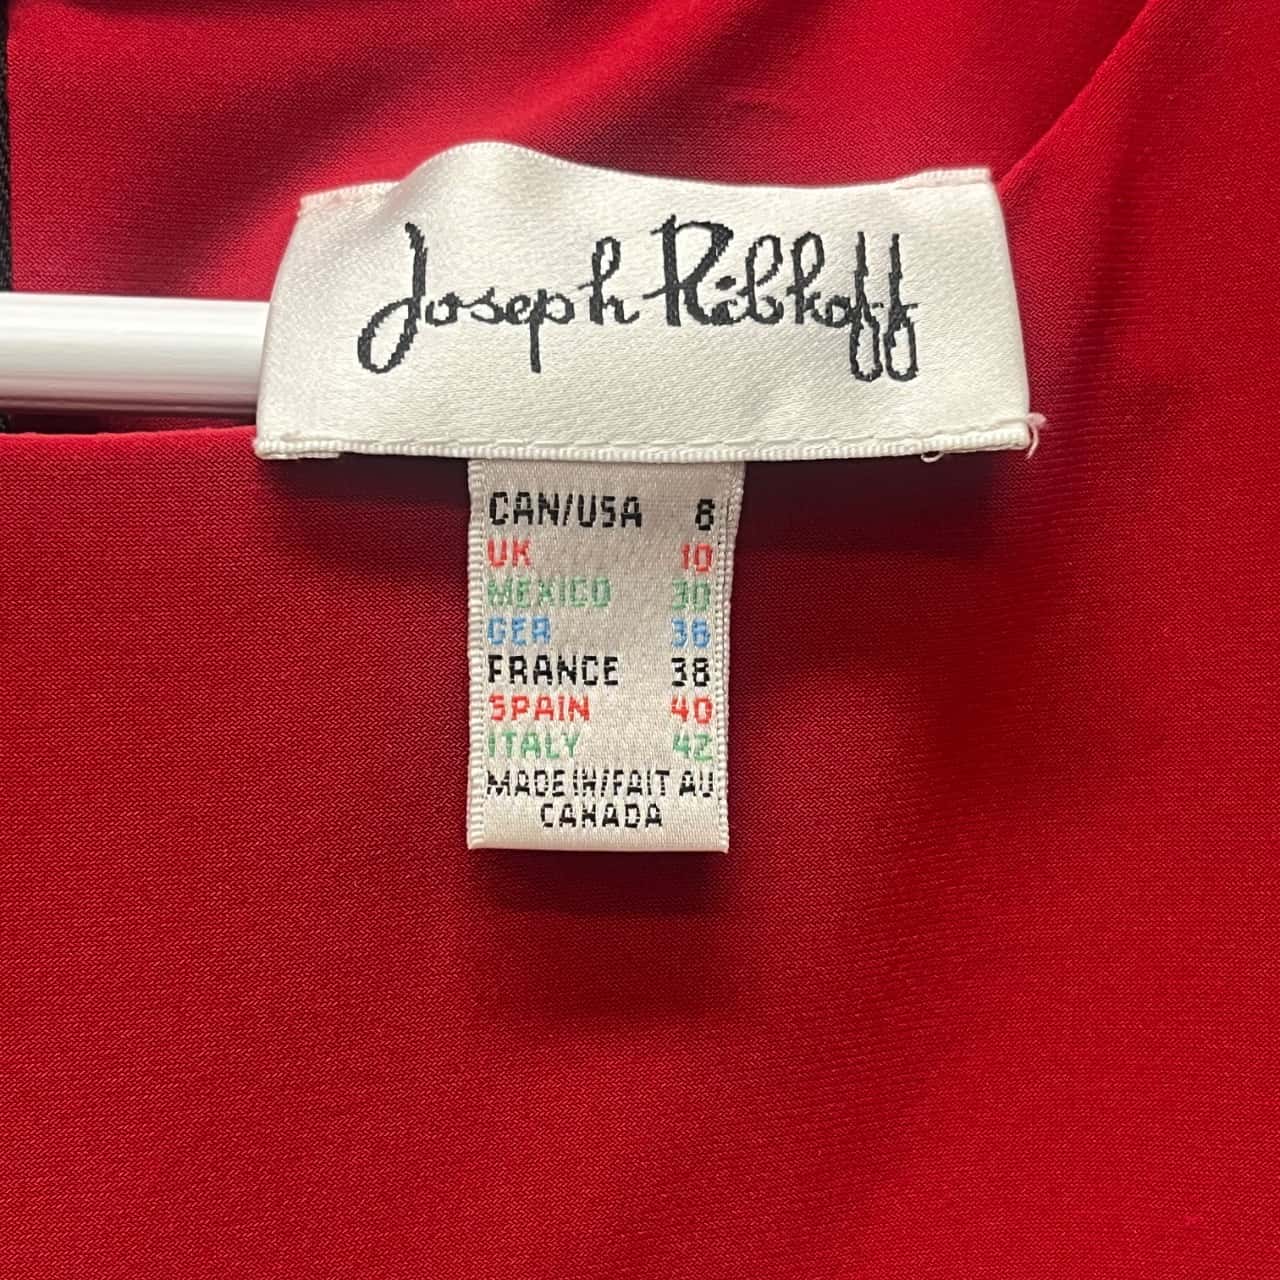 Joseph Ribkoff
CAN/USA 8
UK 10
MEXICO 30
GER 36
FRANCE 38
SPAIN 40
ITALY 42
MADE IN/FAIT AU
CANADA